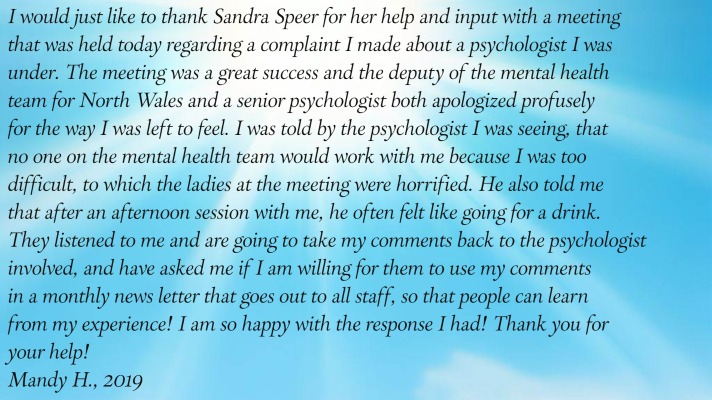 I would just like to thank Sandra Speer for her help and input with a meeting
that was held today regarding a complaint I made about a psychologist I was
under. The meeting was a great success and the deputy of the mental health
team for North Wales and a senior psychologist both apologized profusely
for the way I was left to feel. I was told by the psychologist I was seeing, that
no one on the mental health team would work with me because I was too
difficult, to which the ladies at the meeting were horrified. He also told me
that after an afternoon session with me, he often felt like going for a drink.
They listened to me and are going to take my comments back to the psychologist
involved, and have asked me if I am willing for them to use my comments
in a monthly news letter that goes out to all staff, so that people can learn
from my experience! I am so happy with the response I had! Thank you for
your help!
Mandy H., 2019